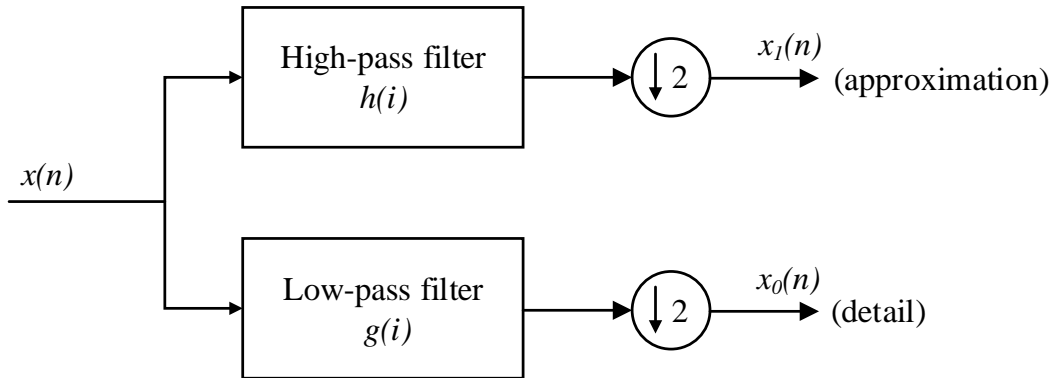 High-pass filter
h(i)
↓ 2
x₁(n)
(approximation)
x(n)
Low-pass filter
g(i)
↓ 2
x₀(n)
(detail)